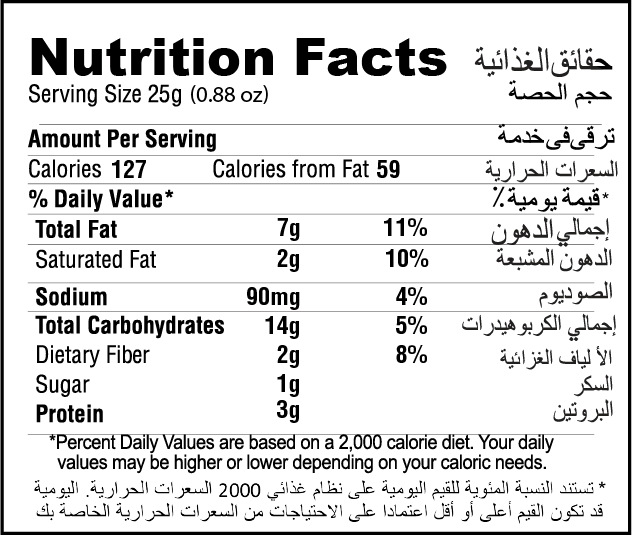 Nutrition Facts حقائق الغذائية
Serving Size 25g (0.88 oz) حجم الحصة
Amount Per Serving ترقى فى خدمة
Calories 127 Calories from Fat 59 السعرات الحرارية
% Daily Value* *قيمة يومية٪
Total Fat 7g 11% إجمالي الدهون
Saturated Fat 2g 10% الدهون المشبعة
Sodium 90mg 4% الصوديوم
Total Carbohydrates 14g 5% إجمالي الكربوهيدرات
Dietary Fiber 2g 8% الألياف الغزائية
Sugar 1g السكر
Protein 3g البروتين
*Percent Daily Values are based on a 2,000 calorie diet. Your daily
values may be higher or lower depending on your caloric needs.
* تستند النسبة المئوية للقيم اليومية على نظام غذائي 2000 السعرات الحرارية. اليومية
قد تكون القيم أعلى أو أقل اعتمادا على الاحتياجات من السعرات الحرارية الخاصة بك